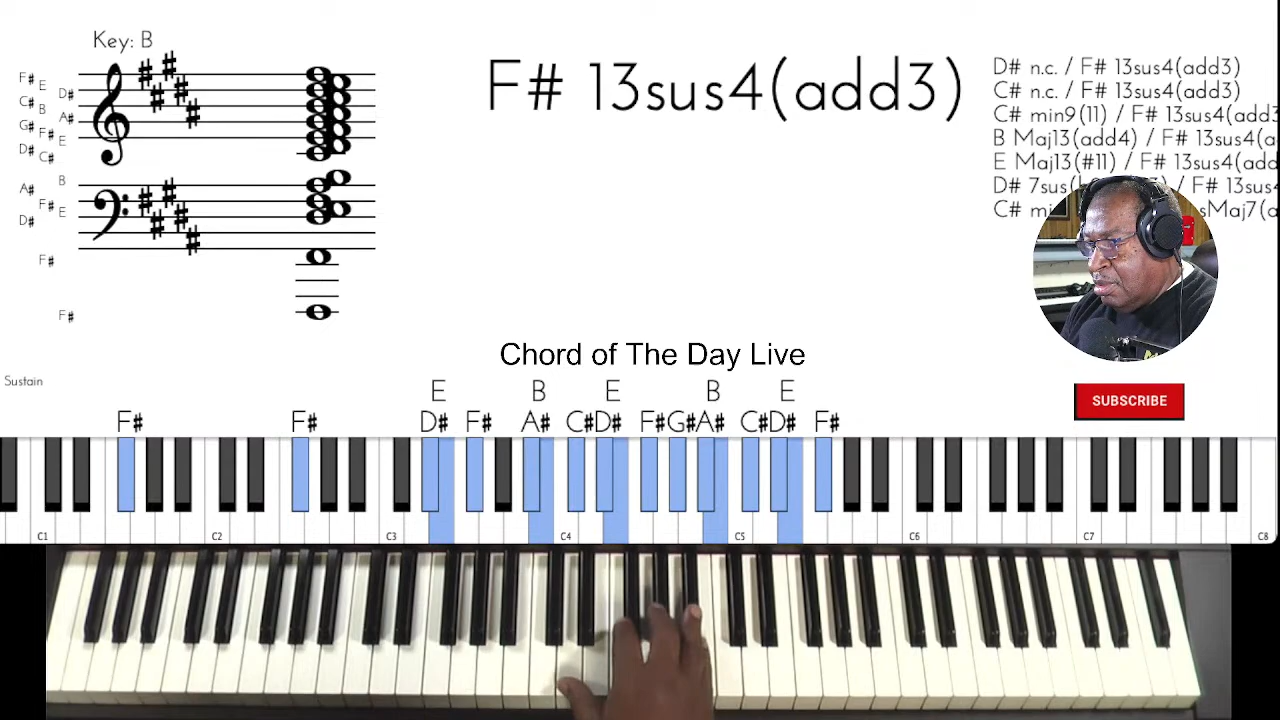 Key: B
F# 13sus4(add3)
D# n.c. / F# 13sus4(add3)
C# n.c. / F# 13sus4(add3)
C# min9(11) / F# 13sus4(add3
B Maj13(add4) / F# 13sus4(a
E Maj13(#11) / F# 13sus4(add
D# 7sus( / F# 13sus4
C# mi sMaj7(a
F# E D#
C# B A#
G# F# E
D# C#
B
A# F# E
D#
F#
F#
Chord of The Day Live
SUBSCRIBE
Sustain
E B E B E
F# F# D# F# A# C# D# F# G# A# C# D# F#
C1 C2 C3 C4 C5 C6 C7 C8